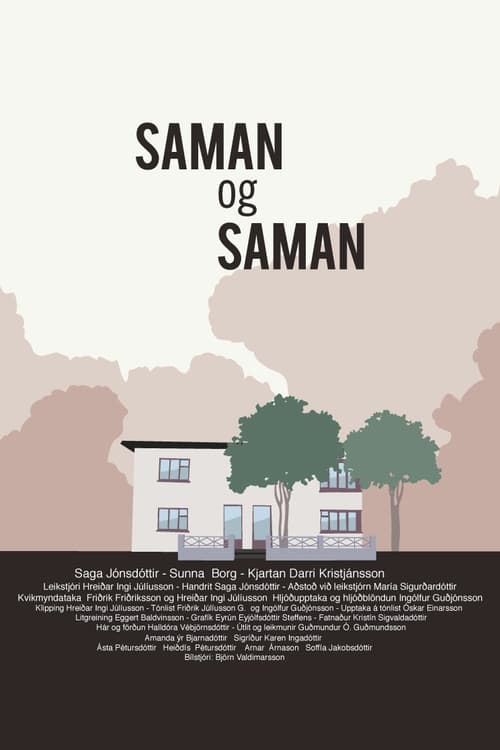 SAMAN
og
SAMAN
Saga Jónsdóttir - Sunna Borg - Kjartan Darri Kristjánsson
Leikstjóri Hreiðar Ingi Júlíusson - Handrit Saga Jónsdóttir - Aðstoð við leikstjórn María Sigurðardóttir
Kvikmyndataka Friðrik Friðriksson og Hreiðar Ingi Júlíusson Hljóðupptaka og hljóðblöndun Ingólfur Guðjónsson
Klipping Hreiðar Ingi Júlíusson - Tónlist Friðrik Júlíusson G. og Ingólfur Guðjónsson - Upptaka á tónlist Óskar Einarsson
Litgreining Eggert Baldvinsson - Grafík Eyrún Eyjólfsdóttir Steffens - Fatnaður Kristín Sigvaldadóttir
Hár og förðun Halldóra Vébjörnsdóttir - Útlit og leikmunir Guðmundur Ó. Guðmundsson
Amanda ýr Bjarnadóttir Sigríður Karen Ingadóttir
Ásta Pétursdóttir Heiðdís Pétursdóttir Arnar Árnason Soffía Jakobsdóttir
Bílstjóri: Björn Valdimarsson